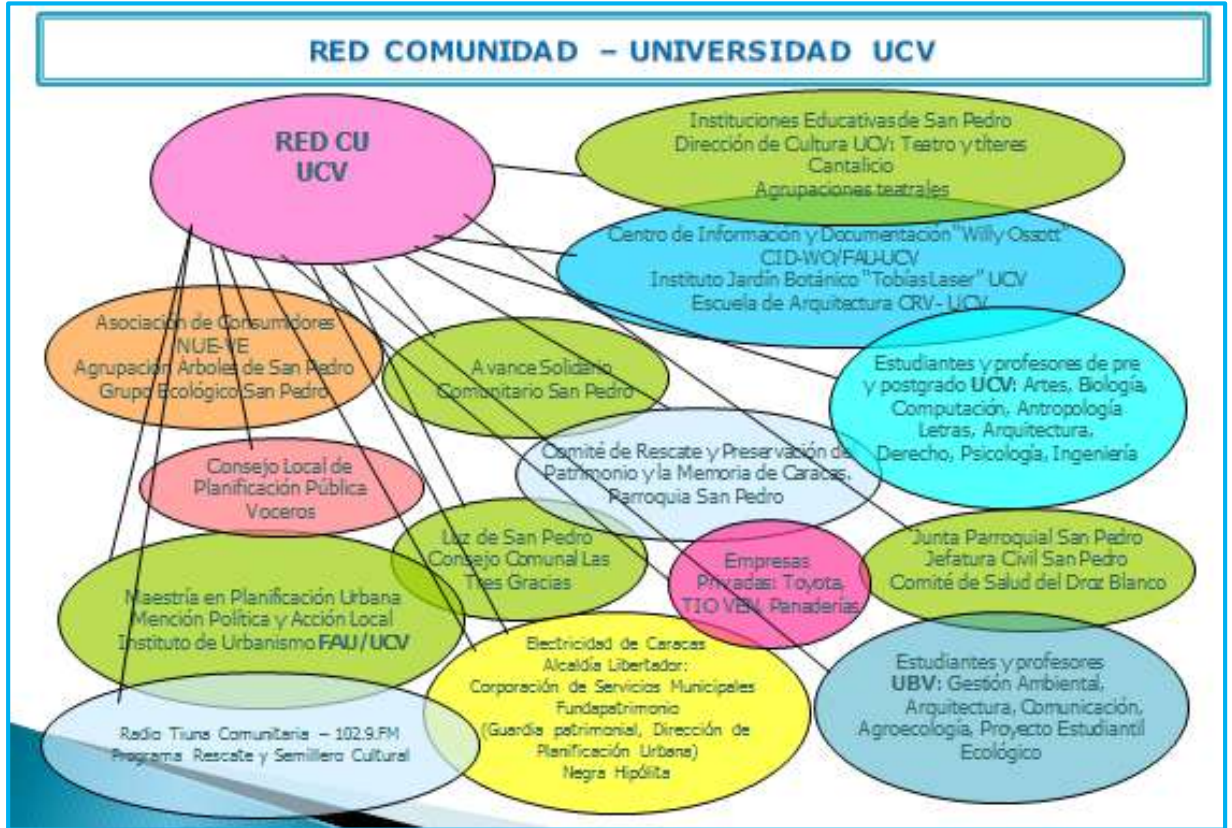 RED COMUNIDAD – UNIVERSIDAD UCV
RED CU
UCV
Instituciones Educativas de San Pedro
Dirección de Cultura UCV: Teatro y títeres
Cantalicio
Agrupaciones teatrales
Centro de Información y Documentación "Willy Ossott"
CID-WO/FAU-UCV
Instituto Jardín Botánico "Tobías Laser" UCV
Escuela de Arquitectura CRV- UCV
Asociación de Consumidores
NUE-VE
Agrupación Árboles de San Pedro
Grupo Ecológico San Pedro
Avance Solidario
Comunitario San Pedro
Estudiantes y profesores de pre
y postgrado UCV: Artes, Biología,
Computación, Antropología
Letras, Arquitectura,
Derecho, Psicología, Ingeniería
Consejo Local de
Planificación Pública
Voceros
Comité de Rescate y Preservación de
Patrimonio y la Memoria de Caracas.
Parroquia San Pedro
Luz de San Pedro
Consejo Comunal Las
Tres Gracias
Empresas
Privadas: Toyota,
TIO VEN, Panaderías
Junta Parroquial San Pedro
Jefatura Civil San Pedro
Comité de Salud del Droz Blanco
Maestría en Planificación Urbana
Mención Política y Acción Local
Instituto de Urbanismo FAU/UCV
Electricidad de Caracas
Alcaldía Libertador:
Corporación de Servicios Municipales
Fundapatrimonio
(Guardia patrimonial, Dirección de
Planificación Urbana)
Negra Hipólita
Estudiantes y profesores
UBV: Gestión Ambiental,
Arquitectura, Comunicación,
Agroecología, Proyecto Estudiantil
Ecológico
Radio Tiuna Comunitaria – 102.9.FM
Programa Rescate y Semillero Cultural